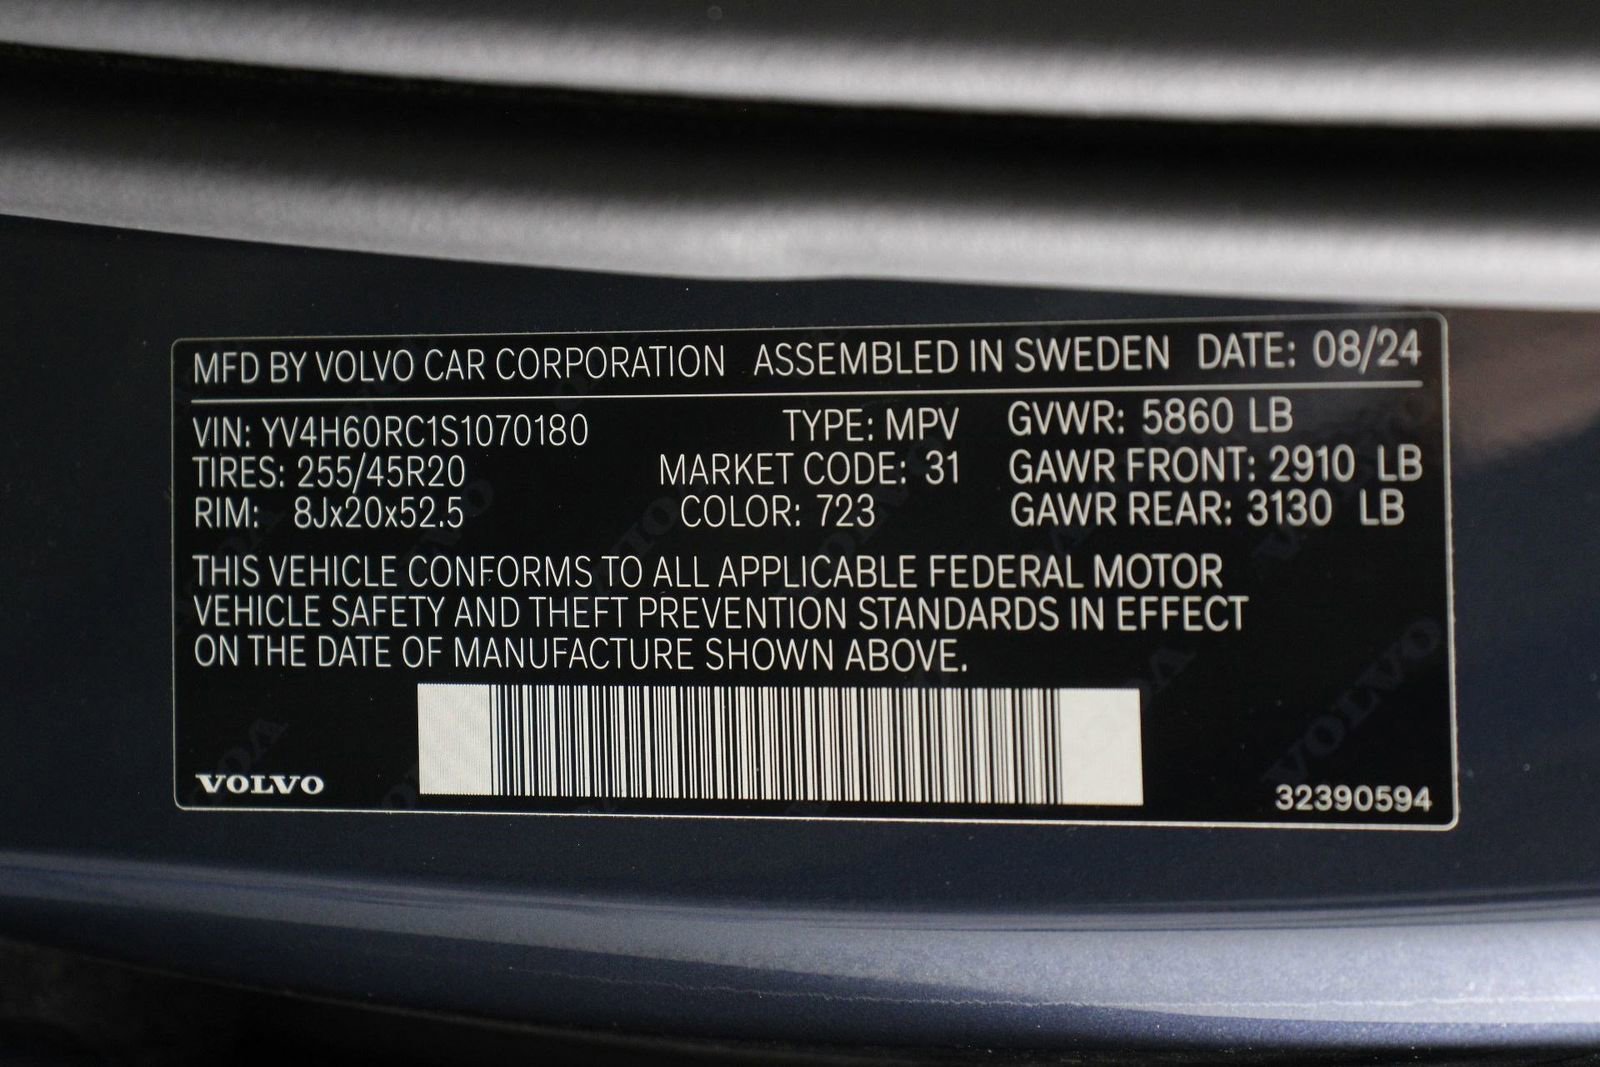 MFD BY VOLVO CAR CORPORATION ASSEMBLED IN SWEDEN DATE: 08/24
VIN: YV4H60RC1S1070180 TYPE: MPV GVWR: 5860 LB
TIRES: 255/45R20 MARKET CODE: 31 GAWR FRONT: 2910 LB
RIM: 8Jx20x52.5 COLOR: 723 GAWR REAR: 3130 LB
THIS VEHICLE CONFORMS TO ALL APPLICABLE FEDERAL MOTOR
VEHICLE SAFETY AND THEFT PREVENTION STANDARDS IN EFFECT
ON THE DATE OF MANUFACTURE SHOWN ABOVE.
VOLVO 32390594